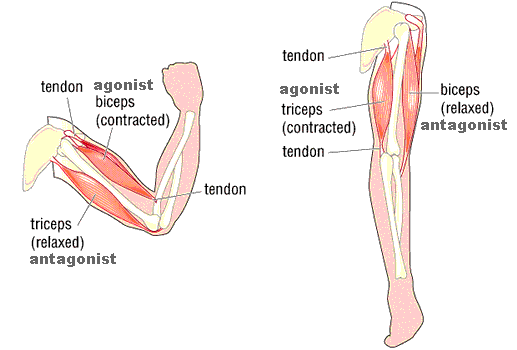 tendon
agonist
biceps
(contracted)
tendon
triceps
(relaxed)
antagonist
tendon
agonist
triceps
(contracted)
tendon
biceps
(relaxed)
antagonist